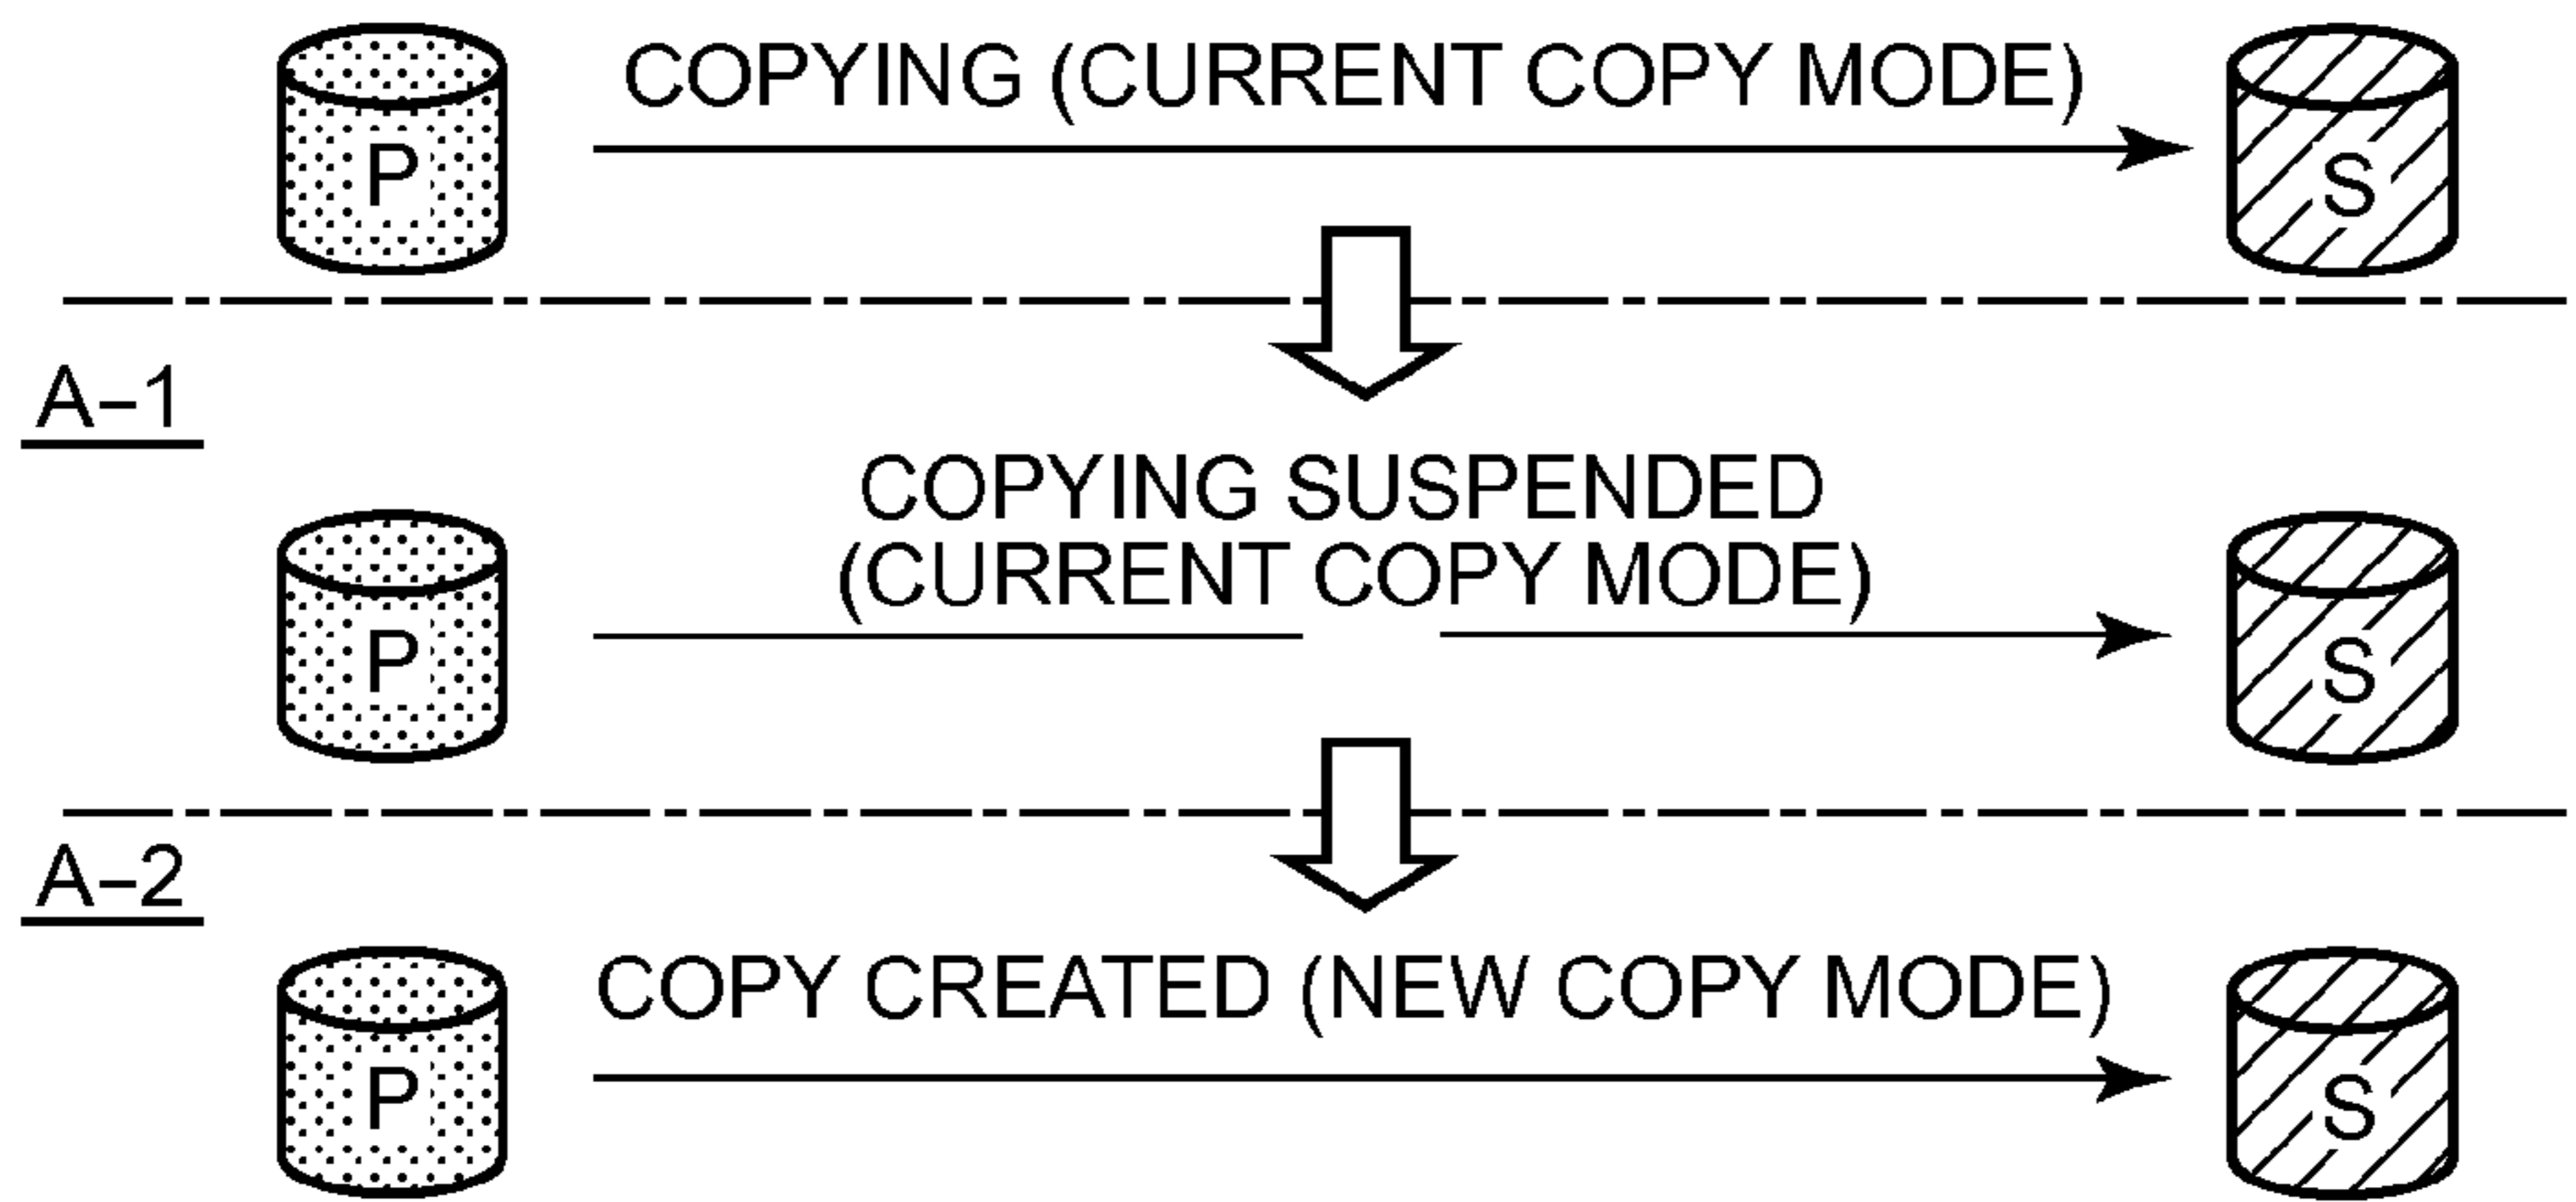 COPYING (CURRENT COPY MODE)
P
S
A-1
COPYING SUSPENDED
(CURRENT COPY MODE)
P
S
A-2
COPY CREATED (NEW COPY MODE)
P
S